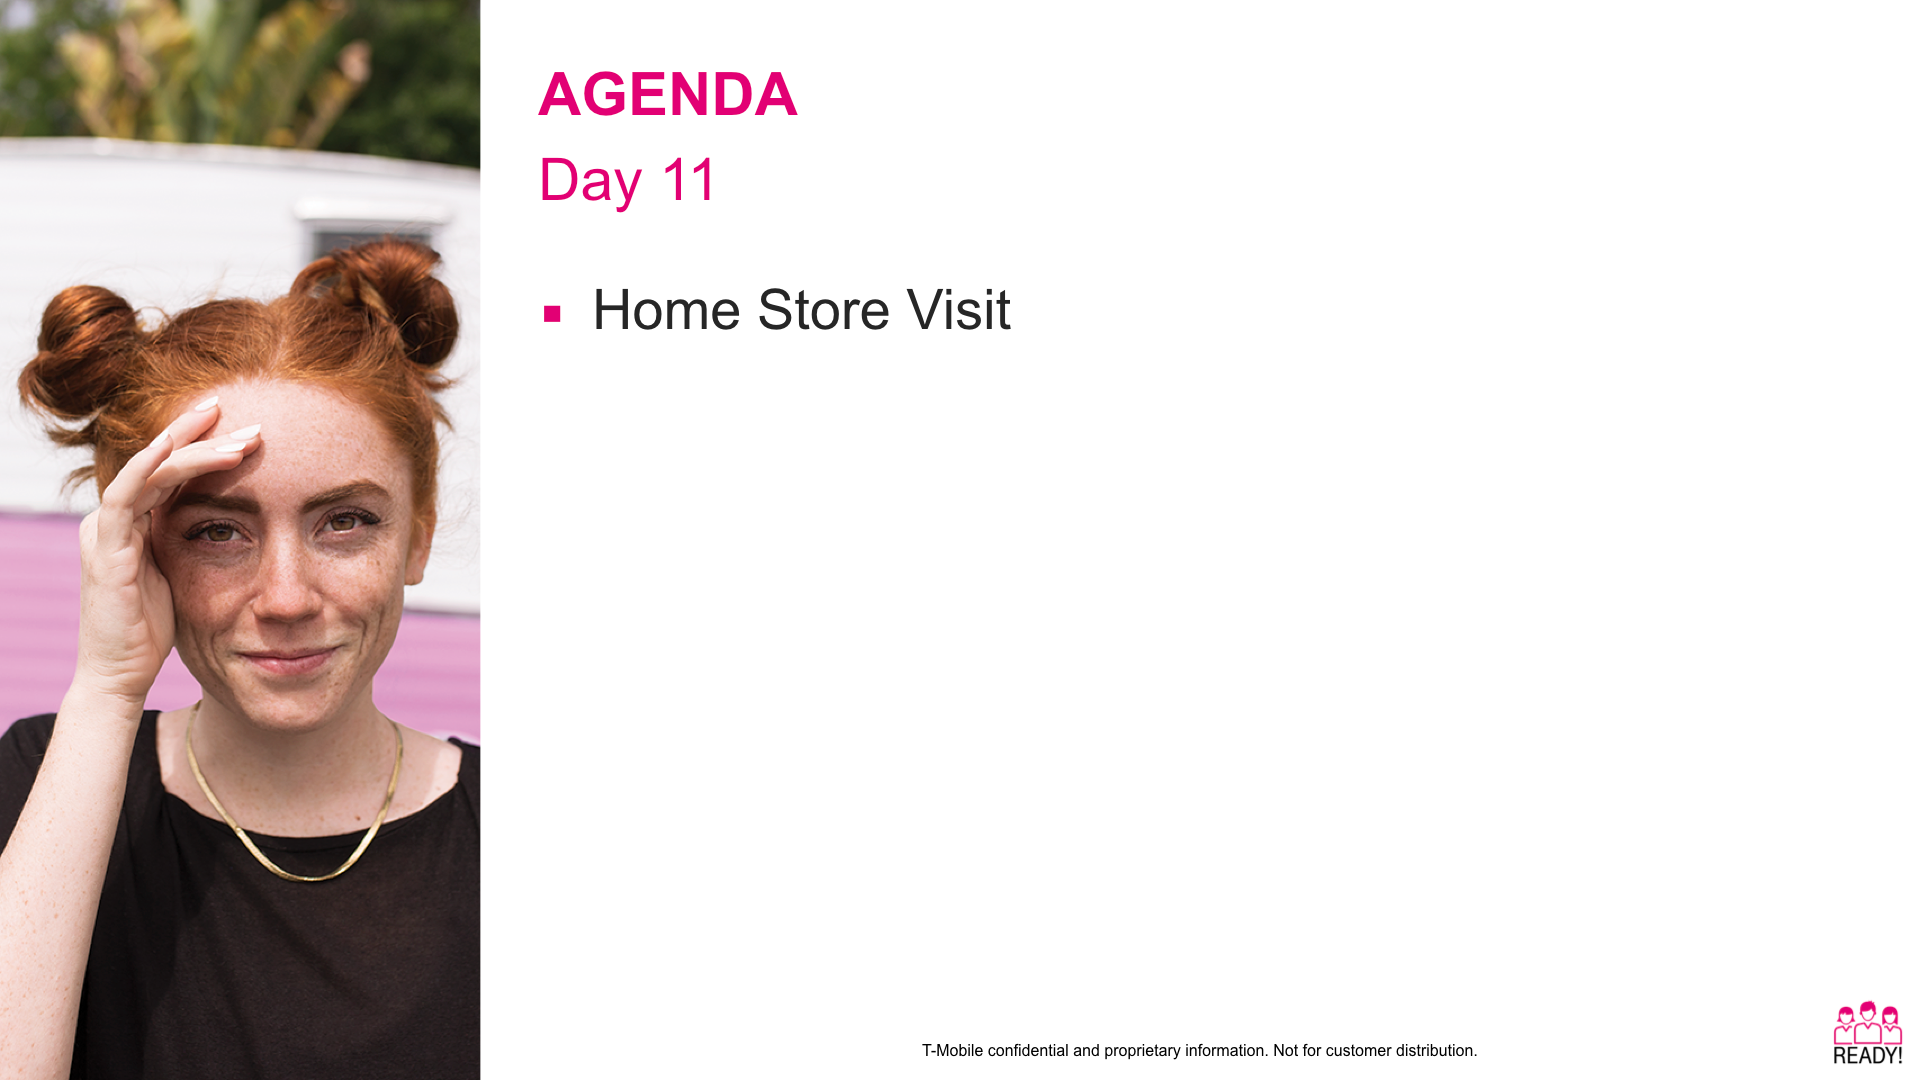 AGENDA
Day 11
Home Store Visit
T-Mobile confidential and proprietary information. Not for customer distribution.
READY!